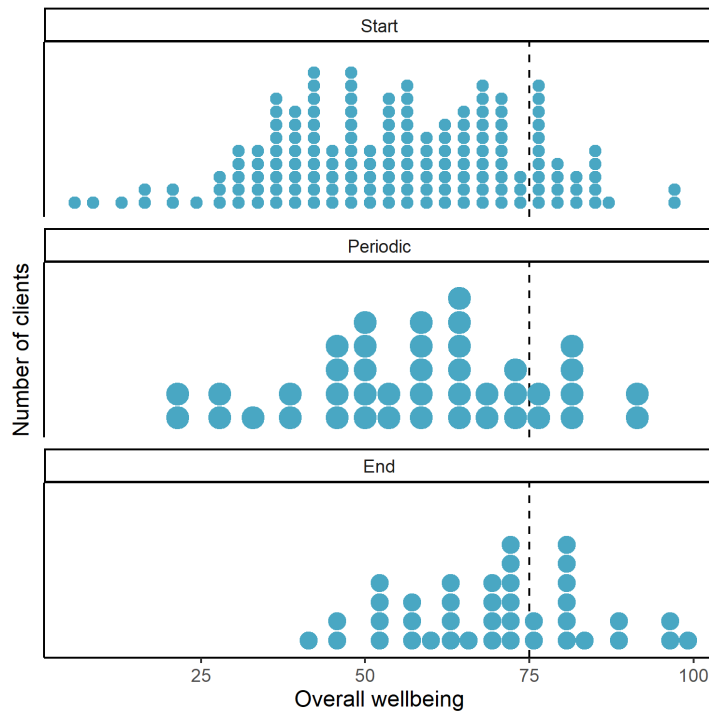 Start
Periodic
End
Number of clients
25 50 75 100
Overall wellbeing